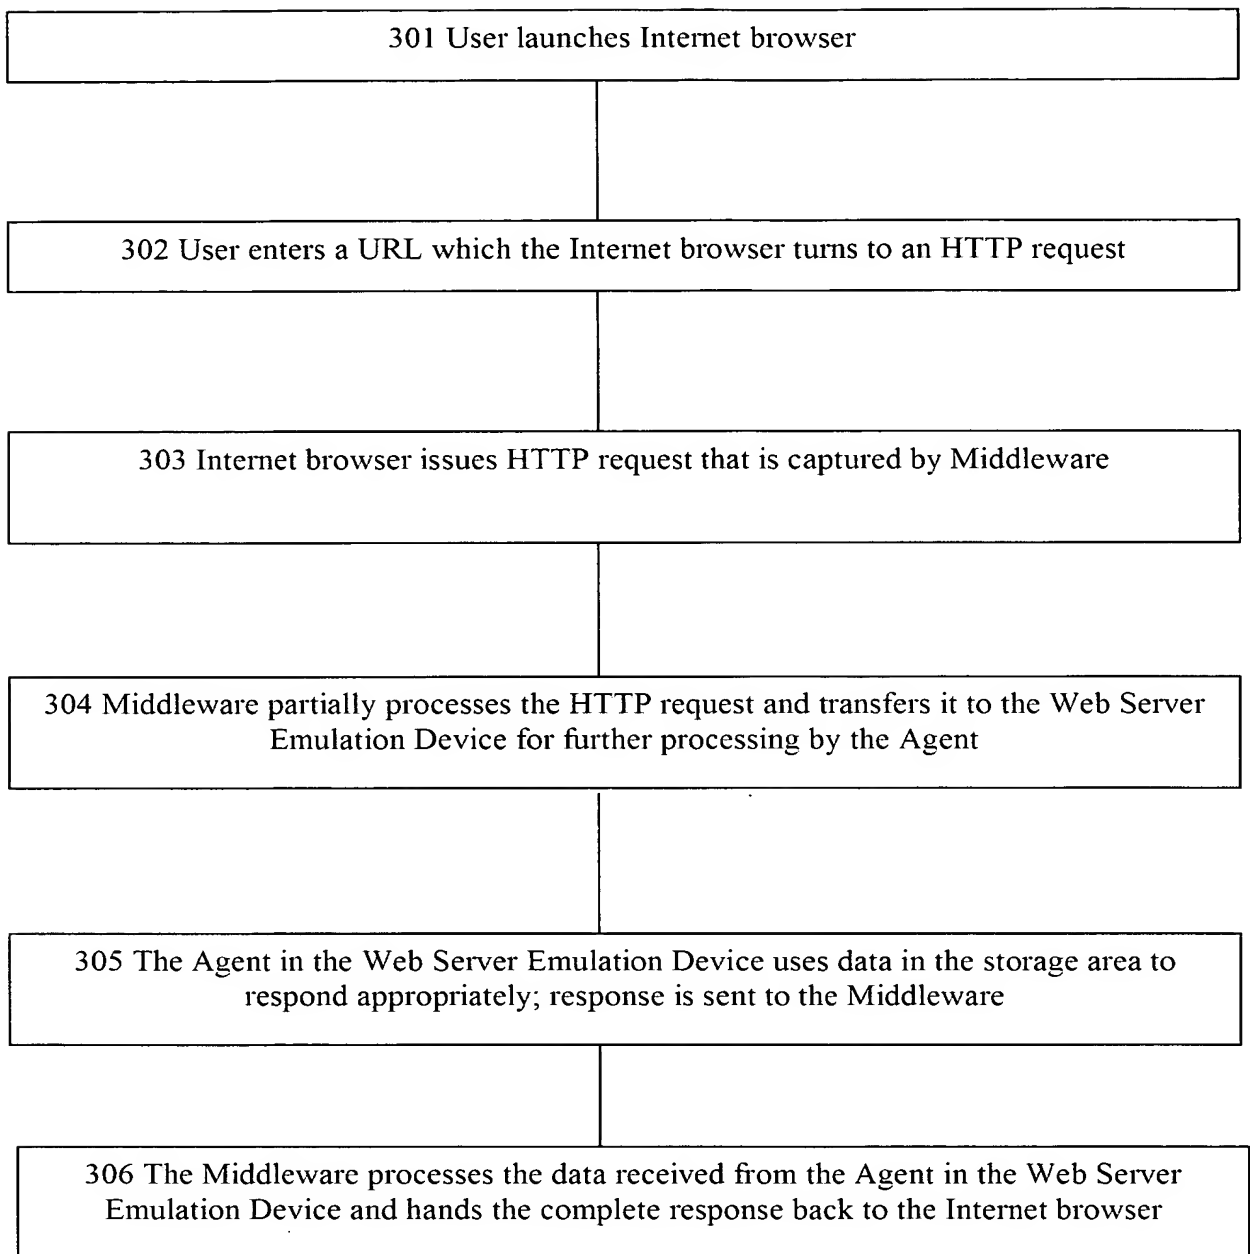 301 User launches Internet browser
302 User enters a URL which the Internet browser turns to an HTTP request
303 Internet browser issues HTTP request that is captured by Middleware
304 Middleware partially processes the HTTP request and transfers it to the Web Server
Emulation Device for further processing by the Agent
305 The Agent in the Web Server Emulation Device uses data in the storage area to
respond appropriately; response is sent to the Middleware
306 The Middleware processes the data received from the Agent in the Web Server
Emulation Device and hands the complete response back to the Internet browser